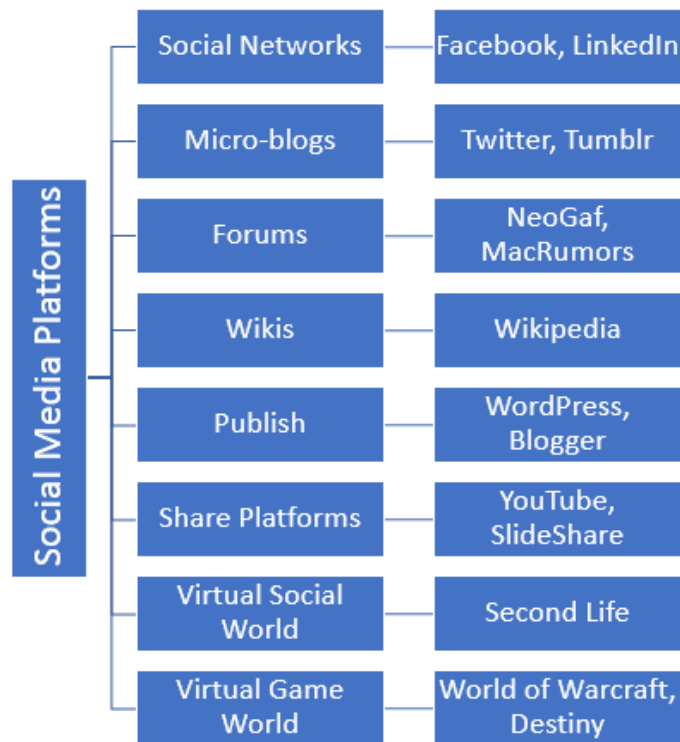 Social Media Platforms
Social Networks
Facebook, LinkedIn
Micro-blogs
Twitter, Tumblr
Forums
NeoGaf,
MacRumors
Wikis
Wikipedia
Publish
WordPress,
Blogger
Share Platforms
YouTube,
SlideShare
Virtual Social
World
Second Life
Virtual Game
World
World of Warcraft,
Destiny